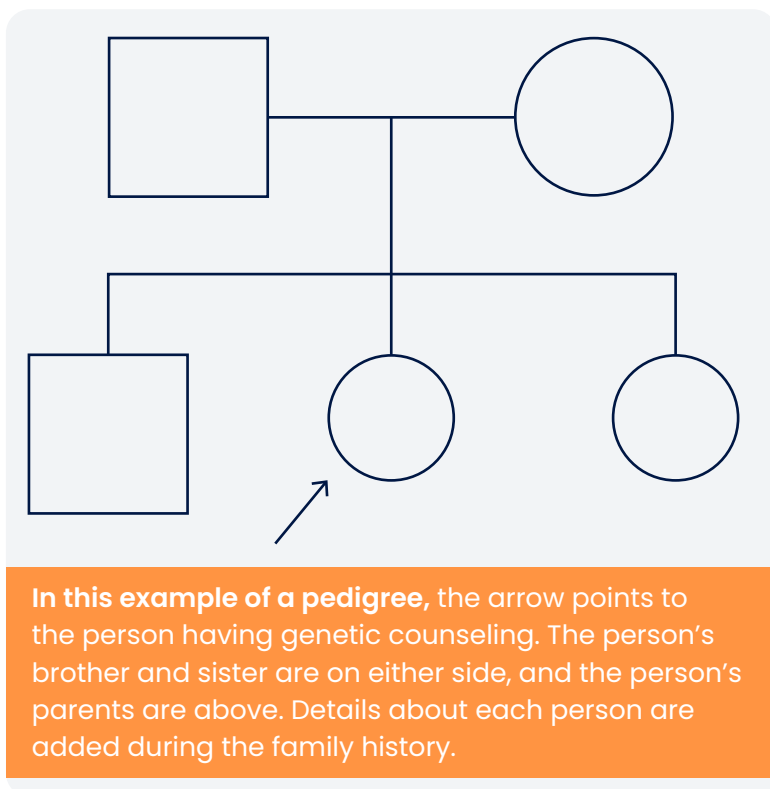 In this example of a pedigree, the arrow points to
the person having genetic counseling. The person’s
brother and sister are on either side, and the person’s
parents are above. Details about each person are
added during the family history.